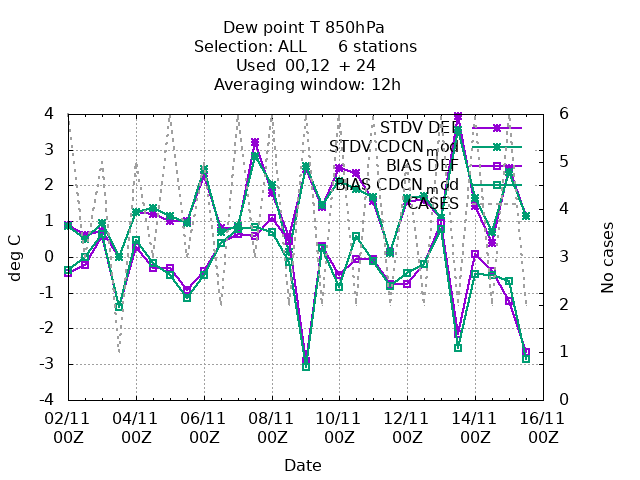 Dew point T 850hPa
Selection: ALL 6 stations
Used 00,12 + 24
Averaging window: 12h
STDV DEF
STDV CDCN_mod
BIAS DEF
BIAS CDCN_mod
CASES
deg C
4
3
2
1
0
-1
-2
-3
-4
No cases
6
5
4
3
2
1
0
02/11 04/11 06/11 08/11 10/11 12/11 14/11 16/11
00Z 00Z 00Z 00Z 00Z 00Z 00Z 00Z
Date